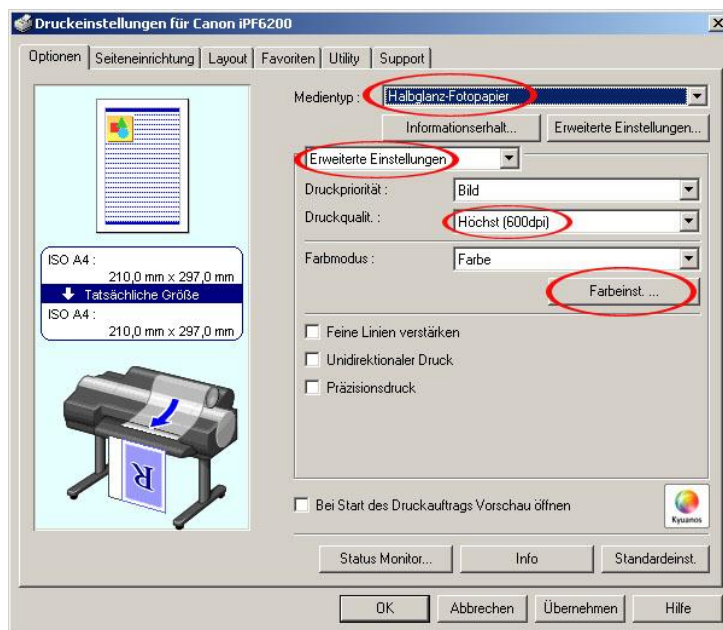 Druckeinstellungen für Canon iPF6200
Optionen Seiteneinrichtung Layout Favoriten Utility Support
Medientyp : Halbglanz-Fotopapier
Informationserhalt... Erweiterte Einstellungen...
Erweiterte Einstellungen
Druckpriorität : Bild
Druckqualit. : Höchst (600dpi)
Farbmodus : Farbe
Farbeinst. ...
ISO A4 :
210,0 mm x 297,0 mm
Tatsächliche Größe
ISO A4 :
210,0 mm x 297,0 mm
R
Feine Linien verstärken
Unidirektionaler Druck
Präzisionsdruck
Bei Start des Druckauftrags Vorschau öffnen
Kyuanos
Status Monitor... Info Standardeinst.
OK Abbrechen Übernehmen Hilfe